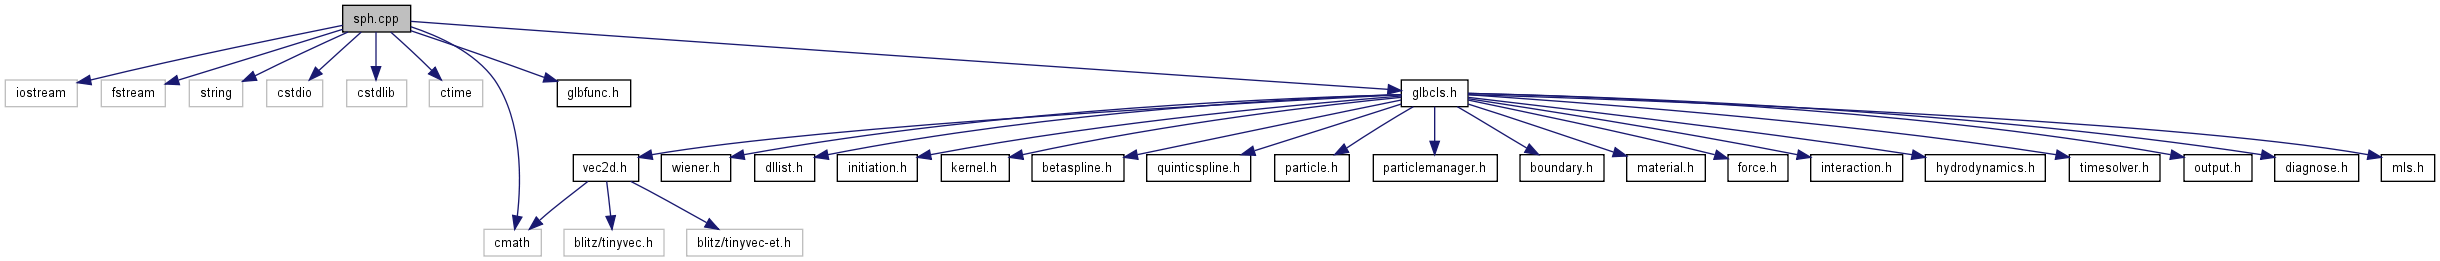 sph.cpp
iostream
fstream
string
cstdio
cstdlib
ctime
glbfunc.h
glbcls.h
vec2d.h
wiener.h
dllist.h
initiation.h
kernel.h
betaspline.h
quinticspline.h
particle.h
particlemanager.h
boundary.h
material.h
force.h
interaction.h
hydrodynamics.h
timesolver.h
output.h
diagnose.h
mls.h
cmath
blitz/tinyvec.h
blitz/tinyvec-et.h